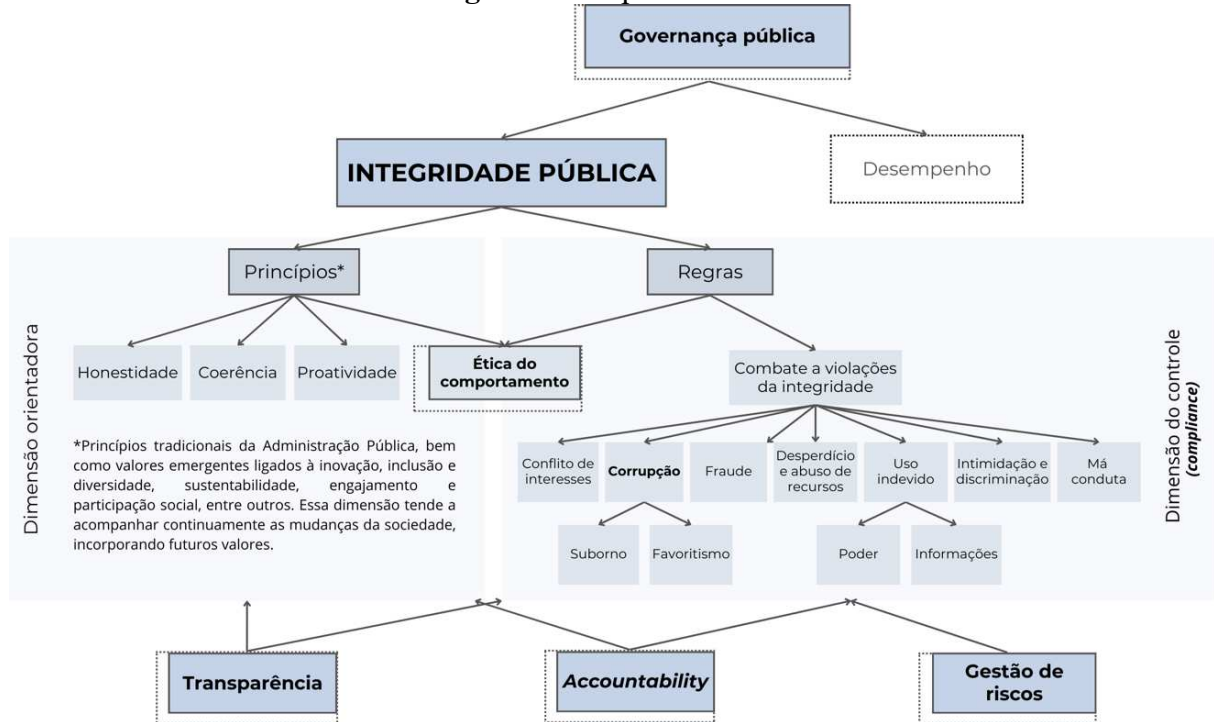 Governança pública
INTEGRIDADE PÚBLICA
Desempenho
Princípios*
Regras
Dimensão orientadora
Honestidade
Coerência
Proatividade
Ética do
comportamento
Combate a violações
da integridade
Dimensão do controle
(compliance)
*Princípios tradicionais da Administração Pública, bem
como valores emergentes ligados à inovação, inclusão e
diversidade, sustentabilidade, engajamento e
participação social, entre outros. Essa dimensão tende a
acompanhar continuamente as mudanças da sociedade,
incorporando futuros valores.
Conflito de
interesses
Corrupção
Fraude
Desperdício
e abuso de
recursos
Uso
indevido
Intimidação e
discriminação
Má
conduta
Suborno
Favoritismo
Poder
Informações
Transparência
Accountability
Gestão de
riscos